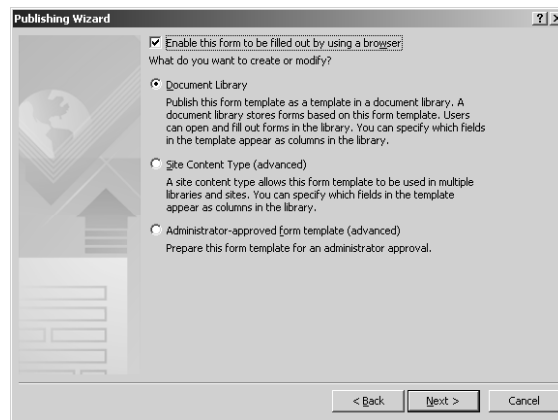 Publishing Wizard
Enable this form to be filled out by using a browser
What do you want to create or modify?
Document Library
Publish this form template as a template in a document library. A
document library stores forms based on this form template. Users
can open and fill out forms in the library. You can specify which fields
in the template appear as columns in the library.
Site Content Type (advanced)
A site content type allows this form template to be used in multiple
libraries and sites. You can specify which fields in the template
appear as columns in the library.
Administrator-approved form template (advanced)
Prepare this form template for an administrator approval.
< Back Next > Cancel